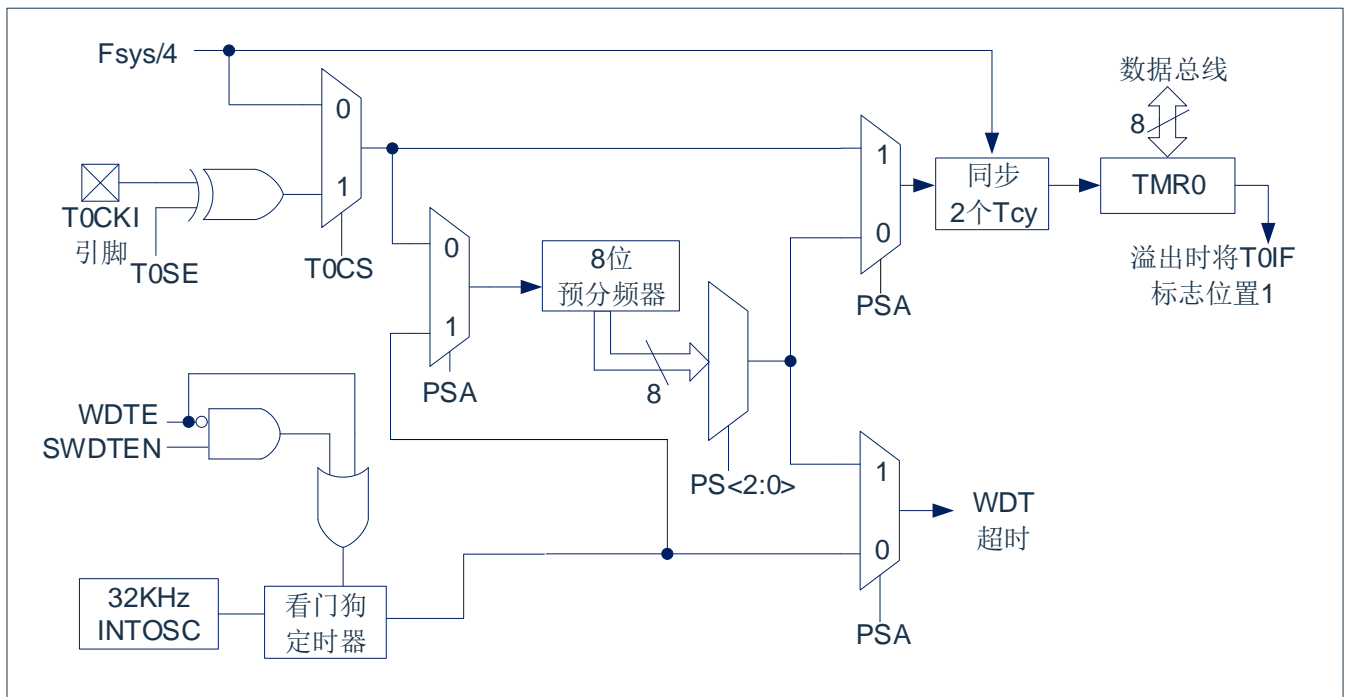 Fsys/4
数据总线
8
0
1
T0CKI
引脚
T0SE
T0CS
1
0
PSA
同步
2个Tcy
TMR0
溢出时将T0IF
标志位置1
0
1
PSA
8位
预分频器
8
PS<2:0>
WDTE
SWDTEN
1
0
PSA
WDT
超时
32KHz
INTOSC
看门狗
定时器